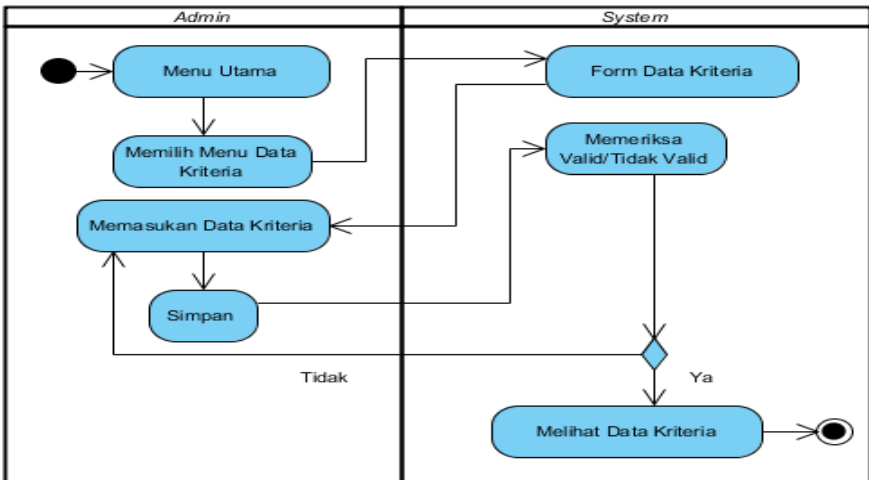 Admin
System
Menu Utama
Form Data Kriteria
Memilih Menu Data
Kriteria
Memeriksa
Valid/Tidak Valid
Memasukan Data Kriteria
Simpan
Tidak
Ya
Melihat Data Kriteria